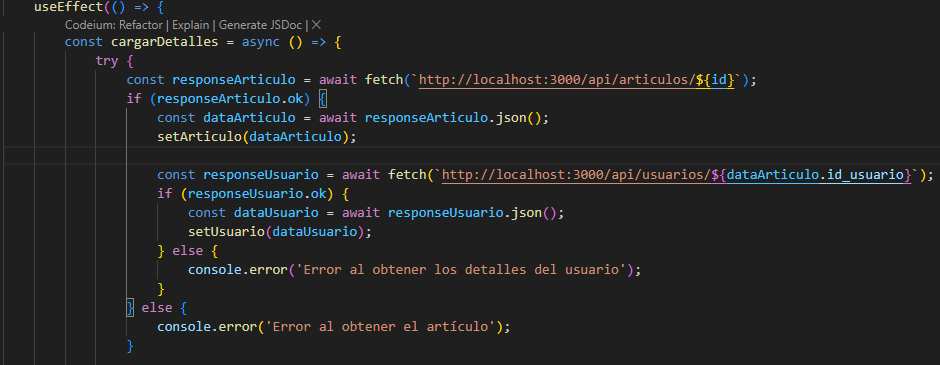 useEffect(() => {
Codeium: Refactor | Explain | Generate JSDoc | X
const cargarDetalles = async () => {
try {
const responseArticulo = await fetch(`http://localhost:3000/api/articulos/${id}`);
if (responseArticulo.ok) {
const dataArticulo = await responseArticulo.json();
setArticulo(dataArticulo);
const responseUsuario = await fetch(`http://localhost:3000/api/usuarios/${dataArticulo.id_usuario}`);
if (responseUsuario.ok) {
const dataUsuario = await responseUsuario.json();
setUsuario(dataUsuario);
} else {
console.error('Error al obtener los detalles del usuario');
}
} else {
console.error('Error al obtener el artículo');
}